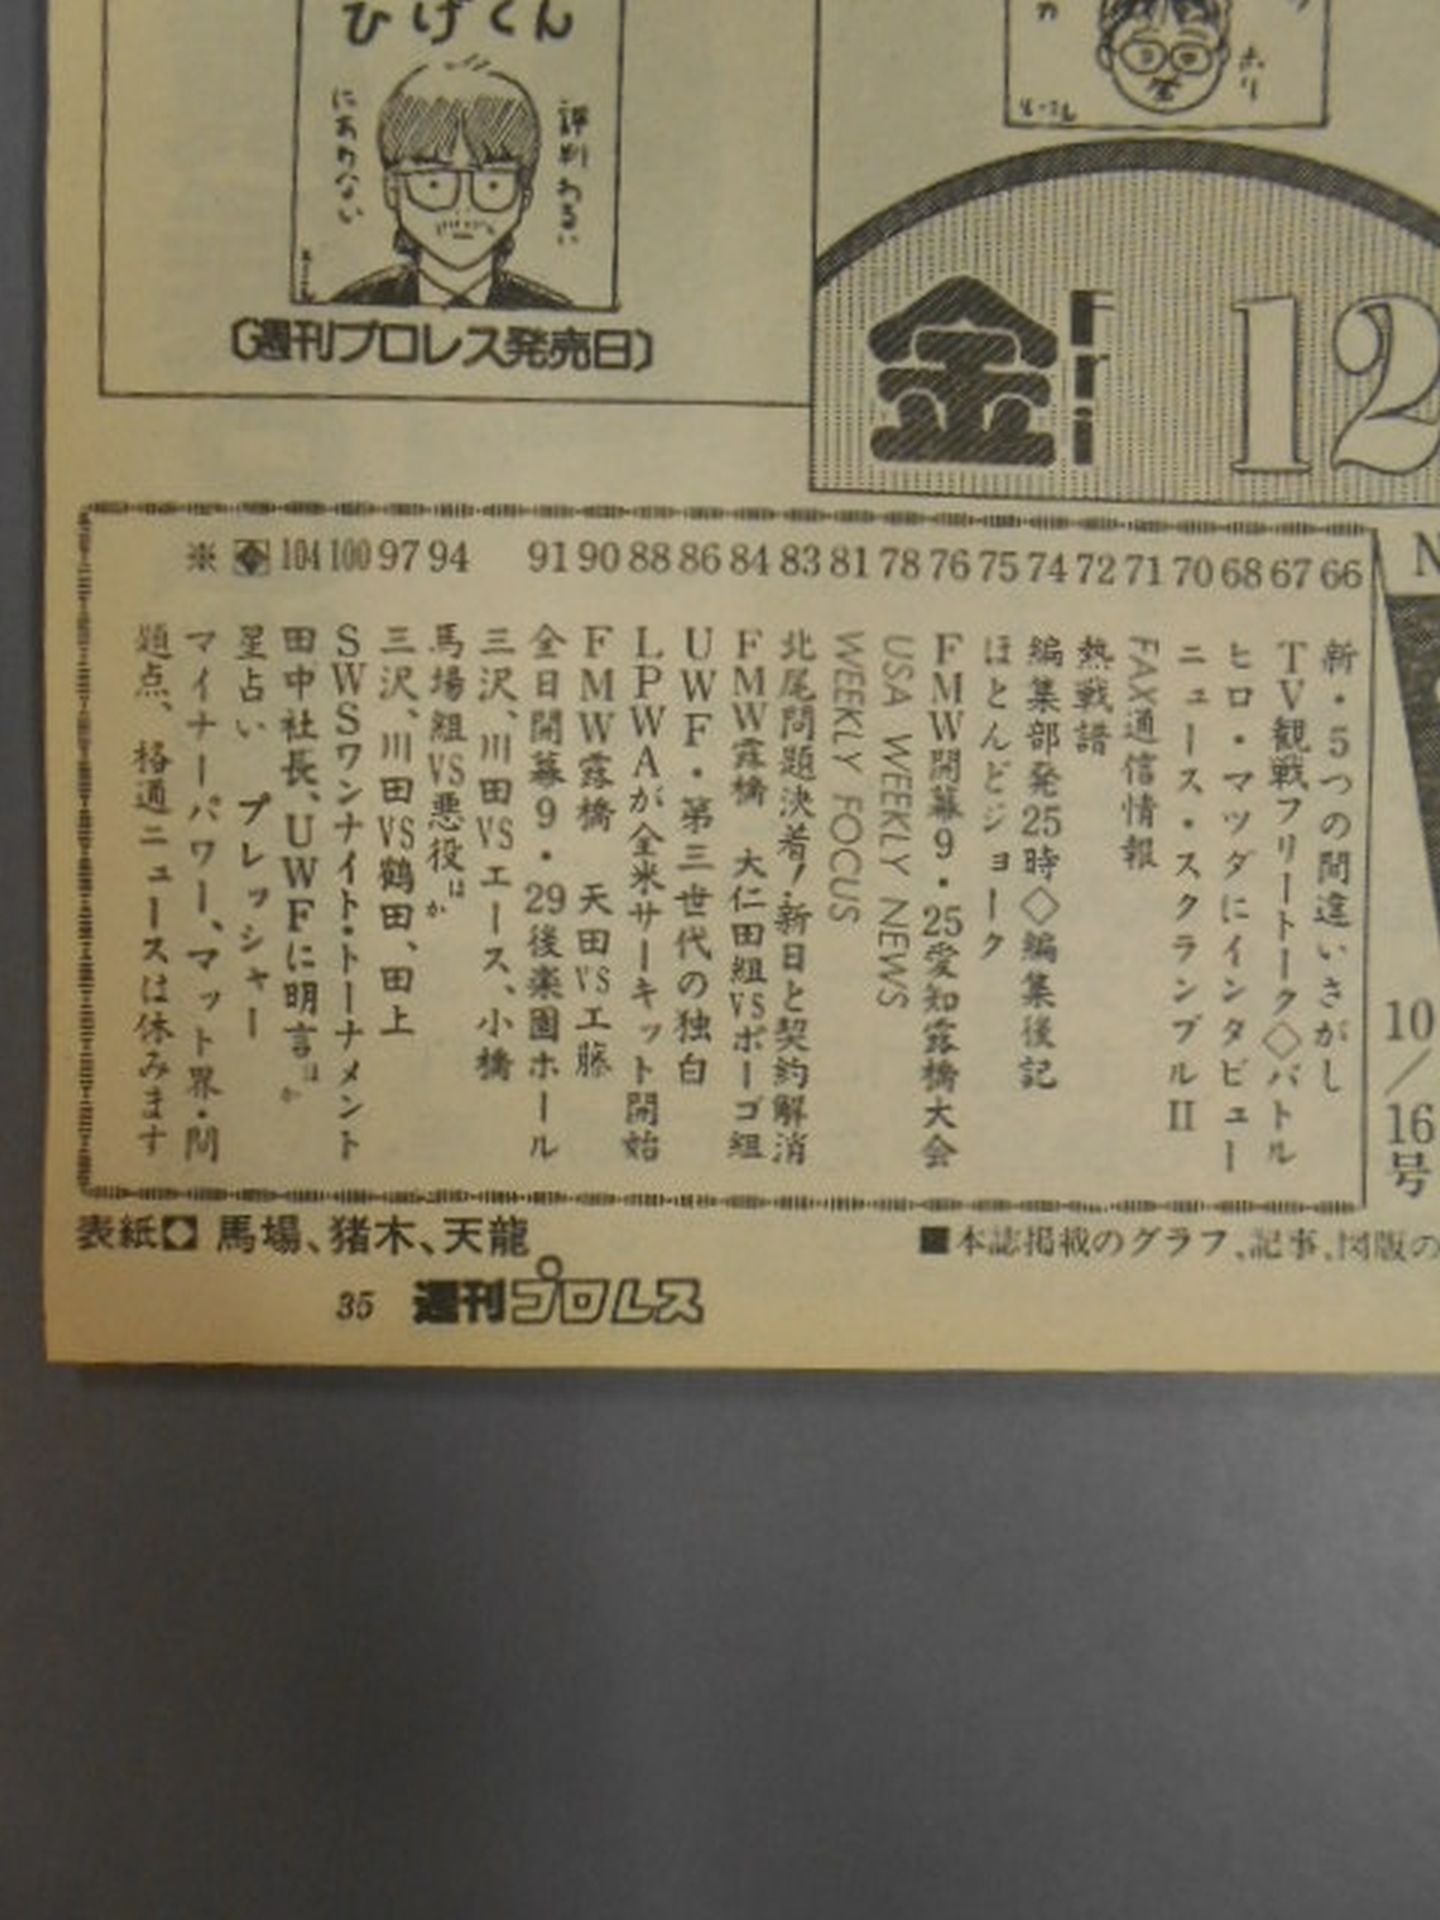 ひげくん
評判わるい
にあわない
〔週刊プロレス発売日〕
ホリ
金
Fri
12
66 新・5つの間違いさがし
67 TV観戦フリートーク◇バトル
68 ヒロ・マツダにインタビュー
70 ニュース・スクランブルII
71 FAX通信情報
72 熱戦譜
74 編集部発25時◇編集後記
75 ほとんどジョーク
76 FMW開幕9・25愛知露橋大会
78 USA WEEKLY NEWS
81 WEEKLY FOCUS
83 北尾問題決着!新日と契約解消
84 FMW露橋 大仁田組VSポーゴ組
86 UWF・第三世代の独白
88 LPWAが全米サーキット開始
90 FMW露橋 天田VS工藤
91 全日開幕9・29後楽園ホール
三沢、川田VSエース、小橋
94 馬場組VS悪役ほか
97 三沢、川田VS鶴田、田上
100 SWSワンナイト・トーナメント
104 田中社長、UWFに明言ほか
星占い プレッシャー
※ マイナーパワー、マット界・問
題点、格通ニュースは休みます
10/16号
表紙◆馬場、猪木、天龍
■本誌掲載のグラフ、記事、図版の
35 週刊プロレス